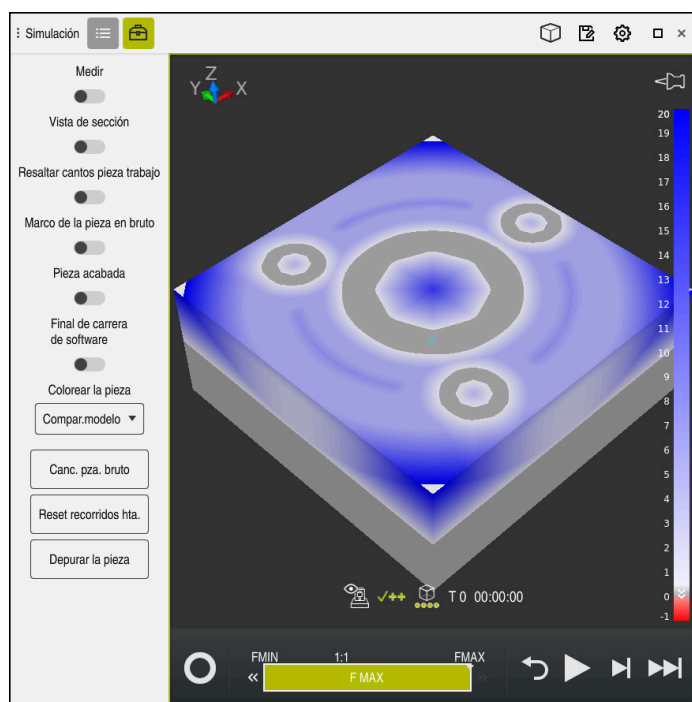 Simulación
Medir
Vista de sección
Resaltar cantos pieza trabajo
Marco de la pieza en bruto
Pieza acabada
Final de carrera
de software
Colorear la pieza
Compar.modelo
Canc. pza. bruto
Reset recorridos hta.
Depurar la pieza
Z
Y
X
20
19
18
17
16
15
14
13
12
11
10
9
8
7
6
5
4
3
2
1
0
-1
T 0 00:00:00
FMIN 1:1 FMAX
F MAX